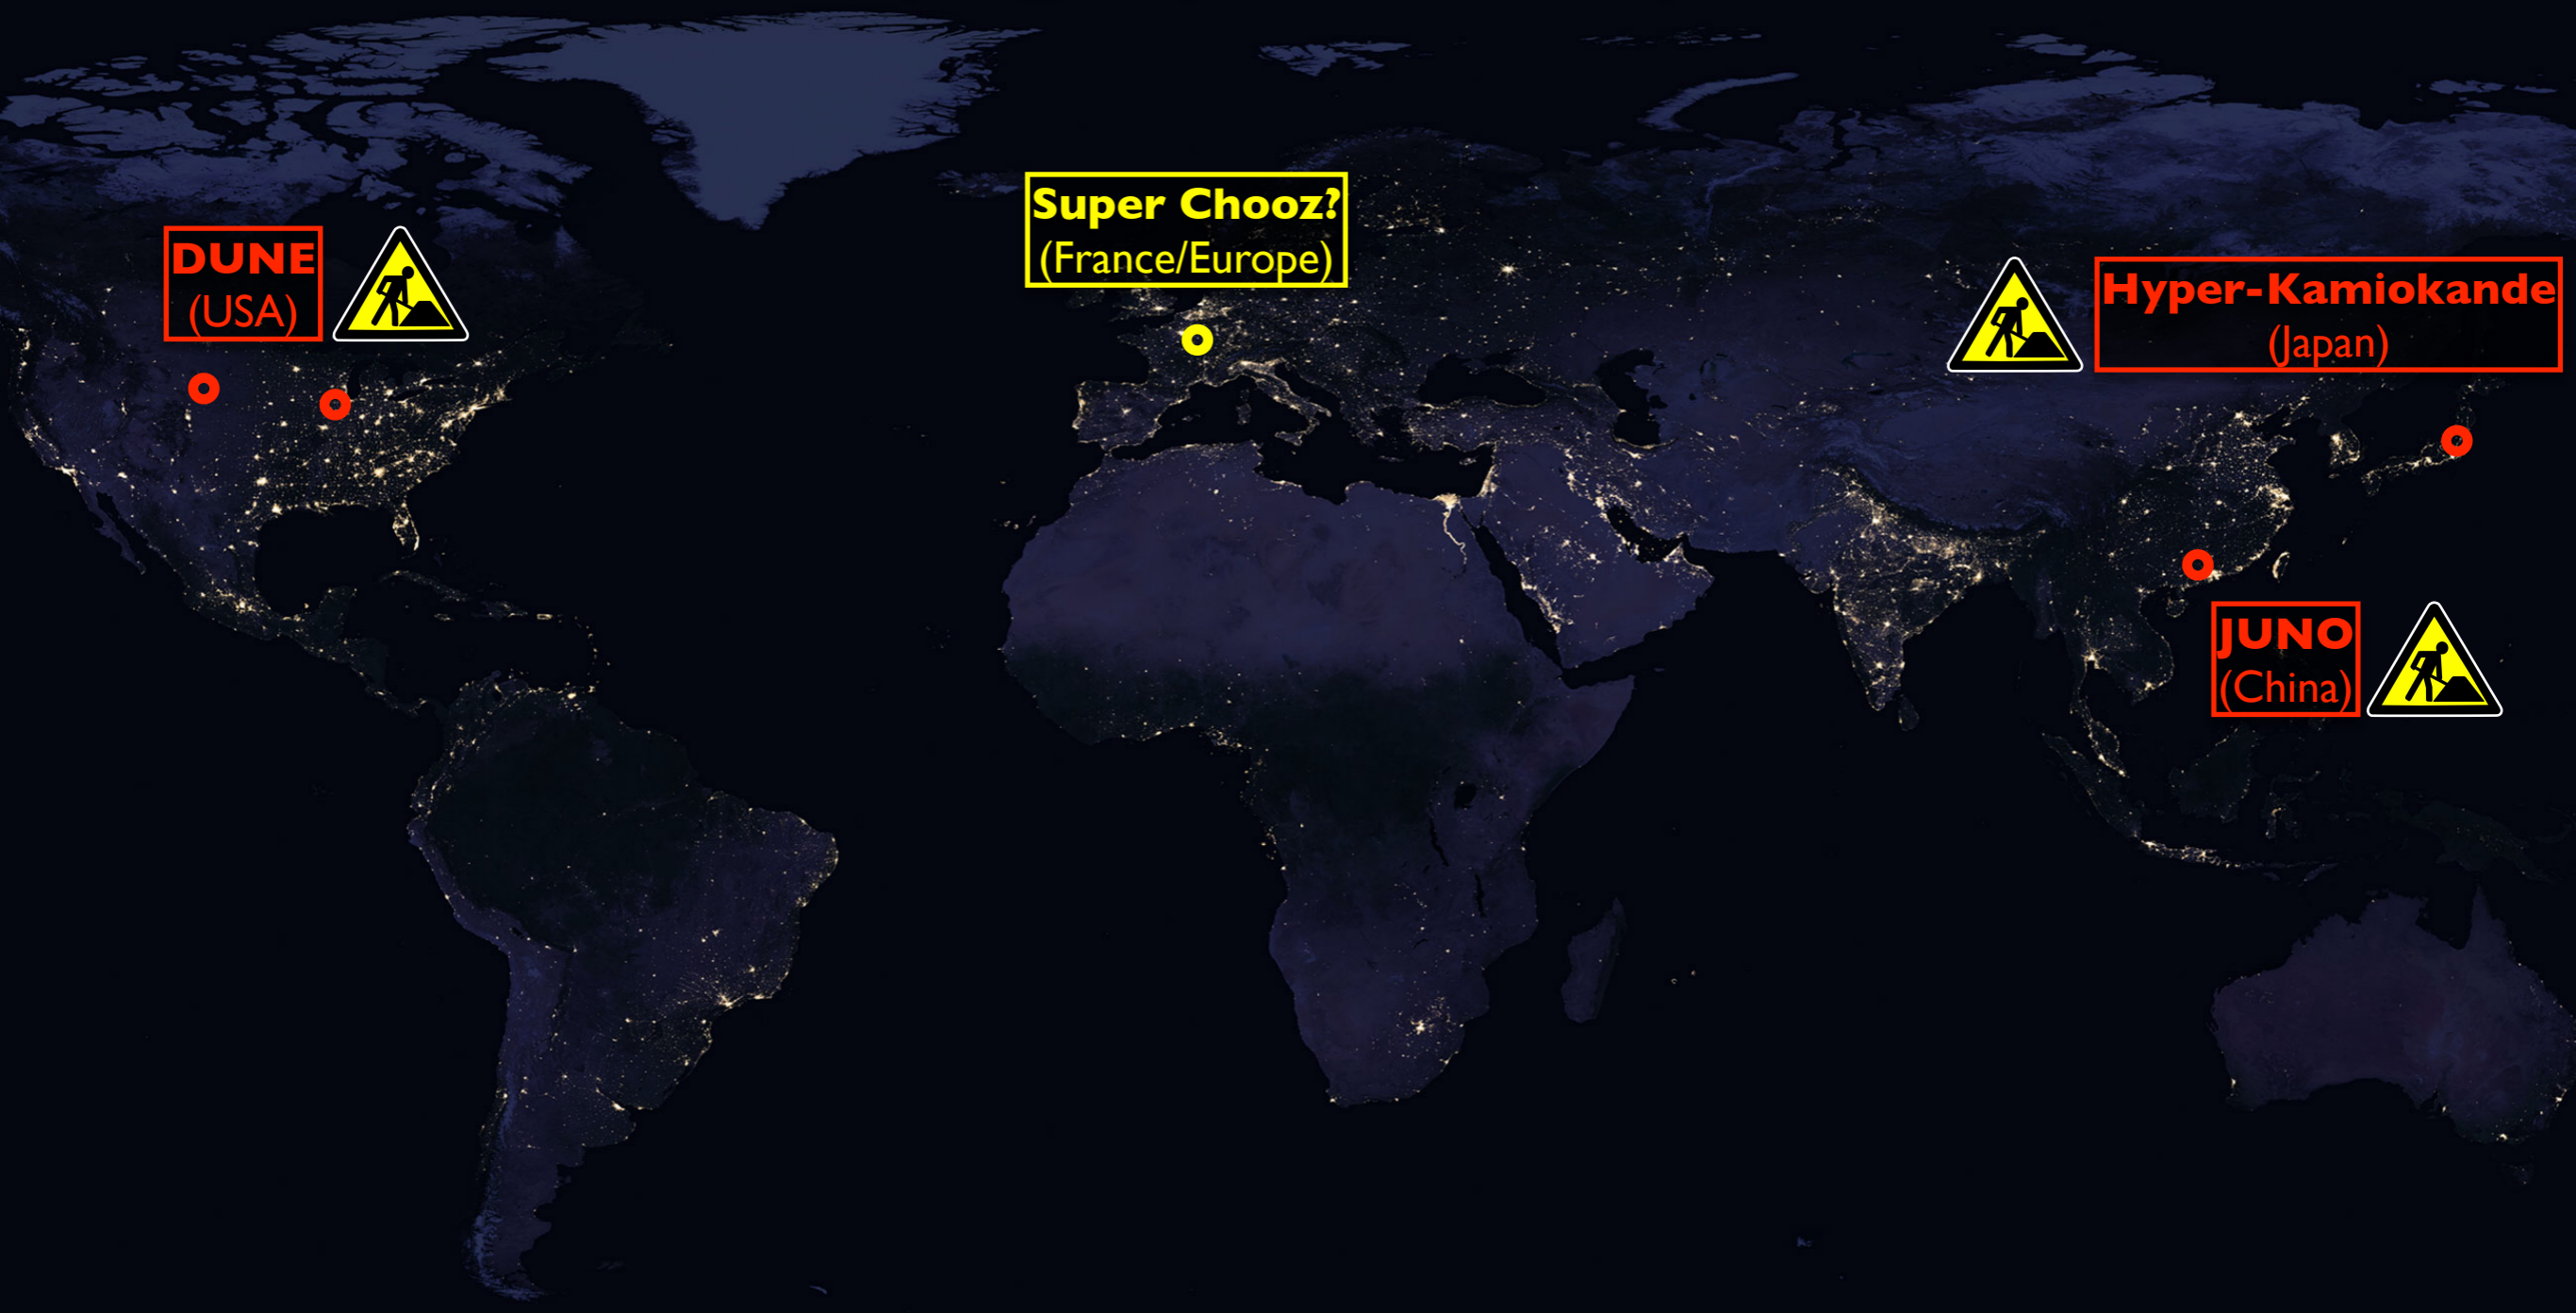 Super Chooz?
(France/Europe)
DUNE
(USA)
Hyper-Kamiokande
(Japan)
JUNO
(China)